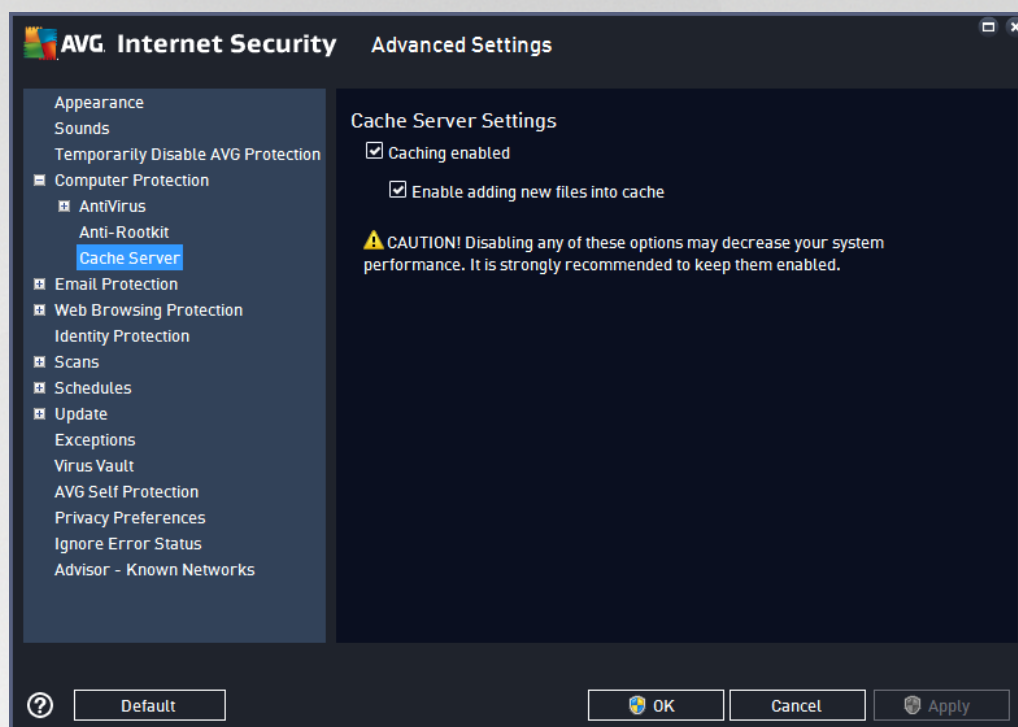 AVG. Internet Security Advanced Settings
Appearance
Sounds
Temporarily Disable AVG Protection
Computer Protection
AntiVirus
Anti-Rootkit
Cache Server
Email Protection
Web Browsing Protection
Identity Protection
Scans
Schedules
Update
Exceptions
Virus Vault
AVG Self Protection
Privacy Preferences
Ignore Error Status
Advisor - Known Networks
Cache Server Settings
Caching enabled
Enable adding new files into cache
CAUTION! Disabling any of these options may decrease your system
performance. It is strongly recommended to keep them enabled.
Default OK Cancel Apply